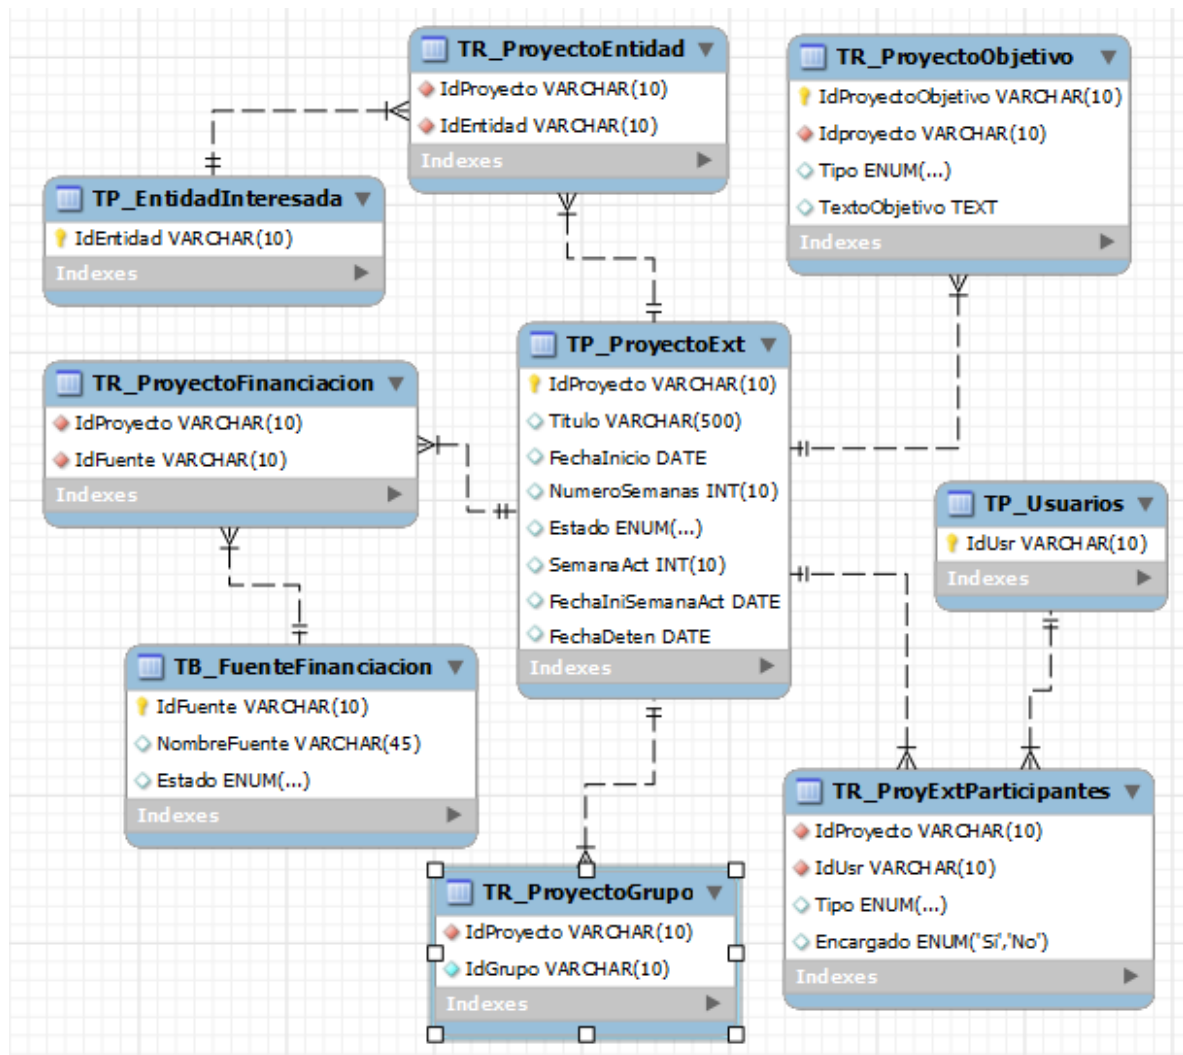 TR_ProyectoEntidad
IdProyecto VARCHAR(10)
IdEntidad VARCHAR(10)
Indexes
TR_ProyectoObjetivo
IdProyectoObjetivo VARCHAR(10)
Idproyecto VARCHAR(10)
Tipo ENUM(...)
TextoObjetivo TEXT
Indexes
TP_EntidadInteresada
IdEntidad VARCHAR(10)
Indexes
TP_ProyectoExt
IdProyecto VARCHAR(10)
Titulo VARCHAR(500)
FechaInicio DATE
NumeroSemanas INT(10)
Estado ENUM(...)
SemanaAct INT(10)
FechaIniSemanaAct DATE
FechaDeten DATE
Indexes
TR_ProyectoFinanciacion
IdProyecto VARCHAR(10)
IdFuente VARCHAR(10)
Indexes
TP_Usuarios
IdUsr VARCHAR(10)
Indexes
TB_FuenteFinanciacion
IdFuente VARCHAR(10)
NombreFuente VARCHAR(45)
Estado ENUM(...)
Indexes
TR_ProyExtParticipantes
IdProyecto VARCHAR(10)
IdUsr VARCHAR(10)
Tipo ENUM(...)
Encargado ENUM('Si','No')
Indexes
TR_ProyectoGrupo
IdProyecto VARCHAR(10)
IdGrupo VARCHAR(10)
Indexes